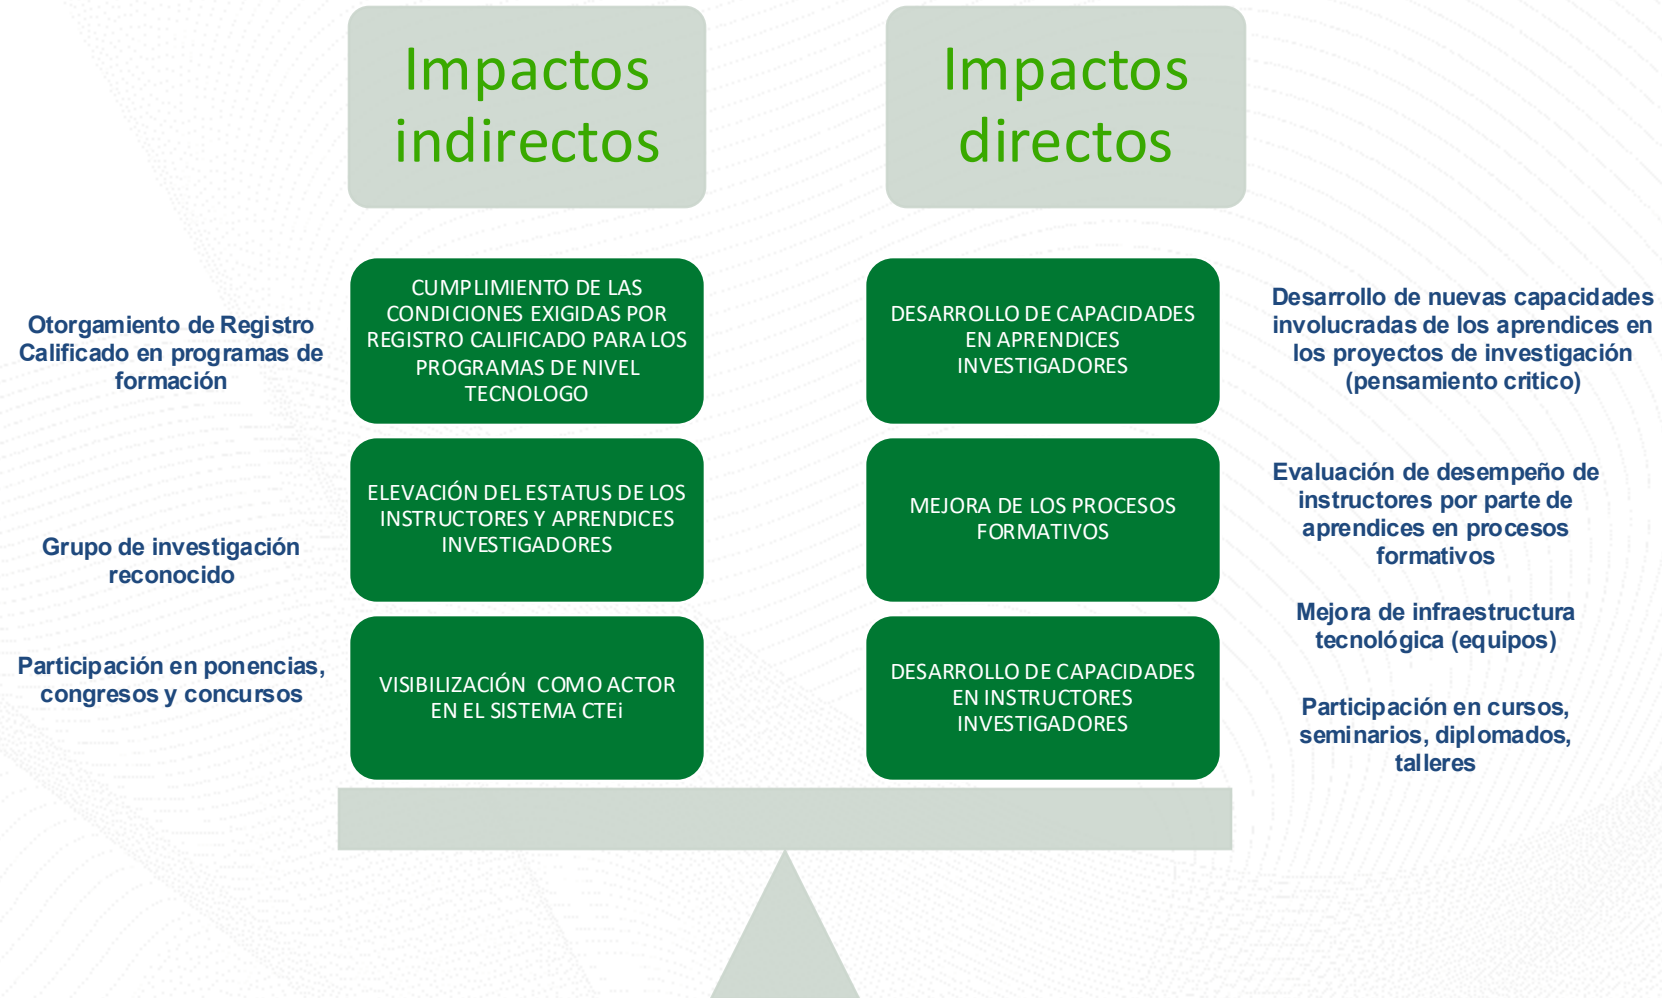 Impactos
indirectos
Impactos
directos
Otorgamiento de Registro
Calificado en programas de
formación
CUMPLIMIENTO DE LAS
CONDICIONES EXIGIDAS POR
REGISTRO CALIFICADO PARA LOS
PROGRAMAS DE NIVEL
TECNOLOGO
DESARROLLO DE CAPACIDADES
EN APRENDICES
INVESTIGADORES
Desarrollo de nuevas capacidades
involucradas de los aprendices en
los proyectos de investigación
(pensamiento critico)
Grupo de investigación
reconocido
ELEVACIÓN DEL ESTATUS DE LOS
INSTRUCTORES Y APRENDICES
INVESTIGADORES
MEJORA DE LOS PROCESOS
FORMATIVOS
Evaluación de desempeño de
instructores por parte de
aprendices en procesos
formativos
Mejora de infraestructura
tecnológica (equipos)
Participación en ponencias,
congresos y concursos
VISIBILIZACIÓN COMO ACTOR
EN EL SISTEMA CTEi
DESARROLLO DE CAPACIDADES
EN INSTRUCTORES
INVESTIGADORES
Participación en cursos,
seminarios, diplomados,
talleres